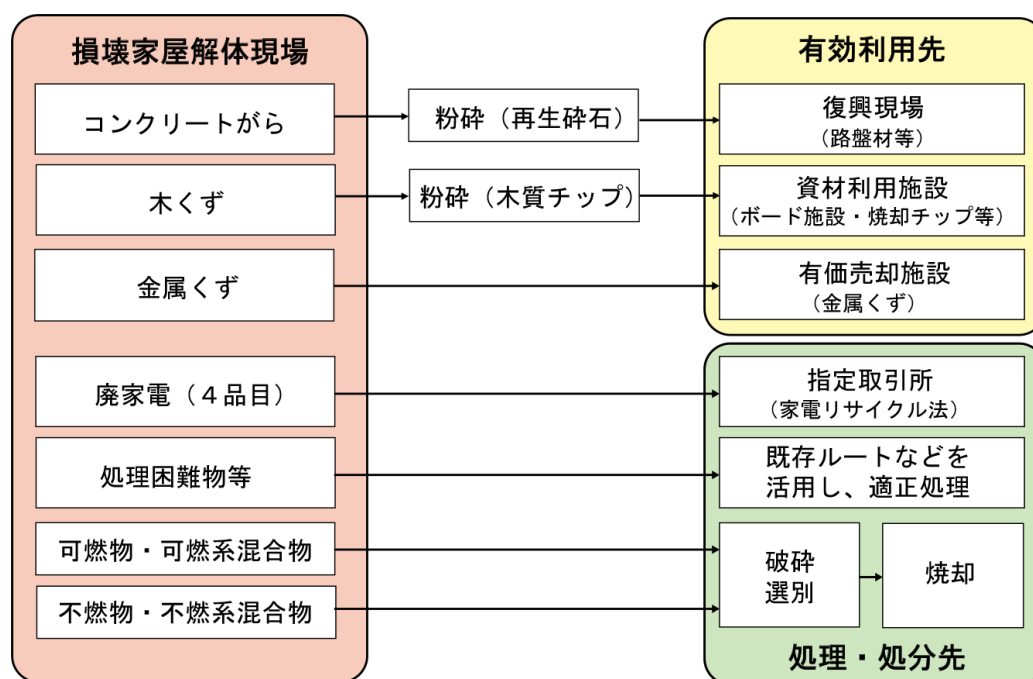 損壊家屋解体現場
コンクリートがら
木くず
金属くず
廃家電（４品目）
処理困難物等
可燃物・可燃系混合物
不燃物・不燃系混合物
粉砕（再生砕石）
粉砕（木質チップ）
有効利用先
復興現場
（路盤材等）
資材利用施設
（ボード施設・焼却チップ等）
有価売却施設
（金属くず）
指定取引所
（家電リサイクル法）
既存ルートなどを
活用し、適正処理
破砕
選別
焼却
処理・処分先